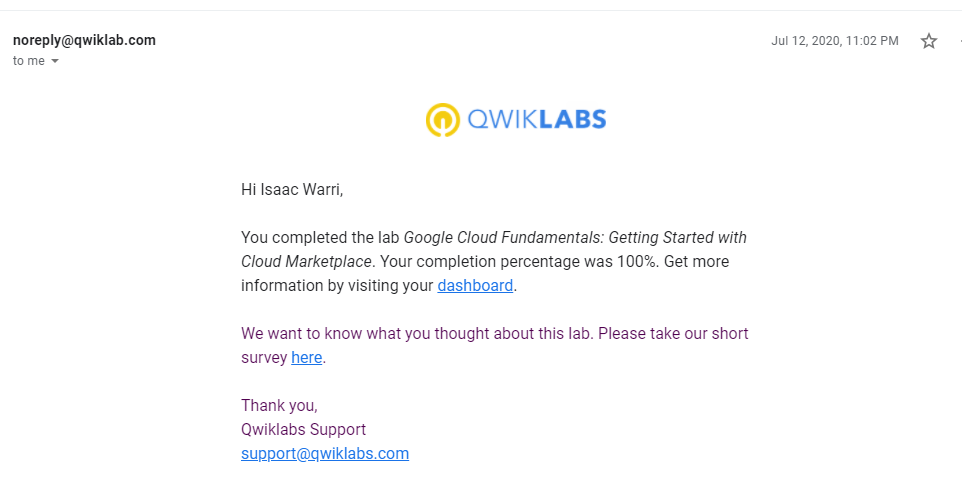 noreply@qwiklab.com
Jul 12, 2020, 11:02 PM
to me
QWIKLABS
Hi Isaac Warri,
You completed the lab Google Cloud Fundamentals: Getting Started with
Cloud Marketplace. Your completion percentage was 100%. Get more
information by visiting your dashboard.
We want to know what you thought about this lab. Please take our short
survey here.
Thank you,
Qwiklabs Support
support@qwiklabs.com